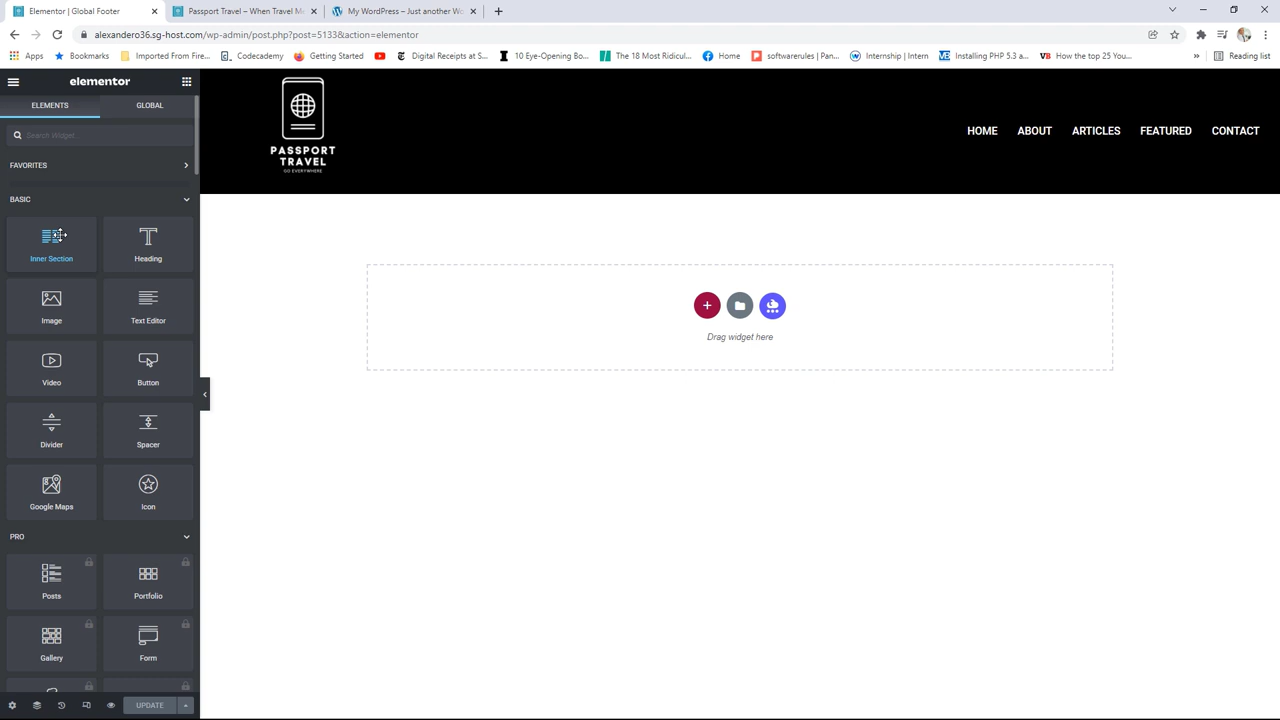 Elementor | Global Footer
Passport Travel – When Travel Me
My WordPress – Just another Wo
alexandero36.sg-host.com/wp-admin/post.php?post=5133&action=elementor
Apps
Bookmarks
Imported From Fire...
Codecademy
Getting Started
Digital Receipts at S...
10 Eye-Opening Bo...
The 18 Most Ridicul...
Home
softwarerules | Pan...
Internship | Intern
Installing PHP 5.3 a...
How the top 25 You...
»
Reading list
elementor
ELEMENTS
GLOBAL
Search Widget...
FAVORITES
BASIC
Inner Section
Heading
Image
Text Editor
Video
Button
Divider
Spacer
Google Maps
Icon
PRO
Posts
Portfolio
Gallery
Form
UPDATE
PASSPORT
TRAVEL
GO EVERYWHERE
HOME
ABOUT
ARTICLES
FEATURED
CONTACT
Drag widget here